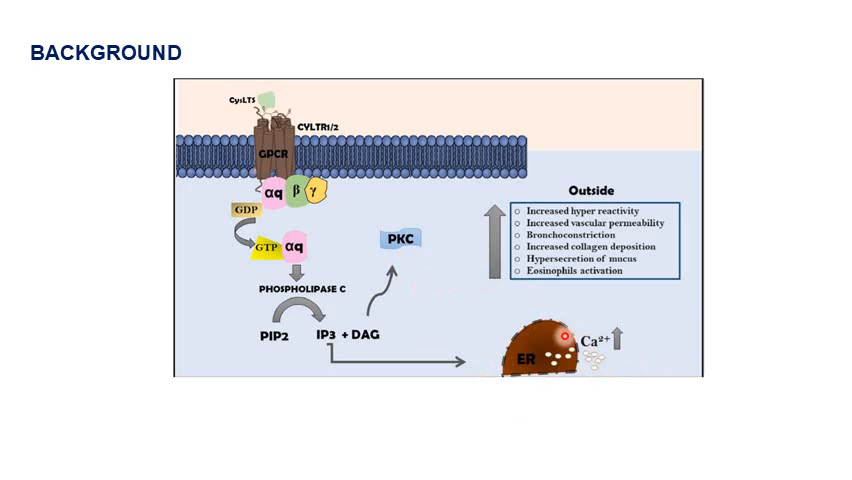 BACKGROUND
CysLTS
CYLTR1/2
GPCR
αq β γ
GDP
GTP αq
PKC
PHOSPHOLIPASE C
PIP2 IP3 + DAG
Outside
Increased hyper reactivity
Increased vascular permeability
Bronchoconstriction
Increased collagen deposition
Hypersecretion of mucus
Eosinophils activation
ER
Ca²⁺